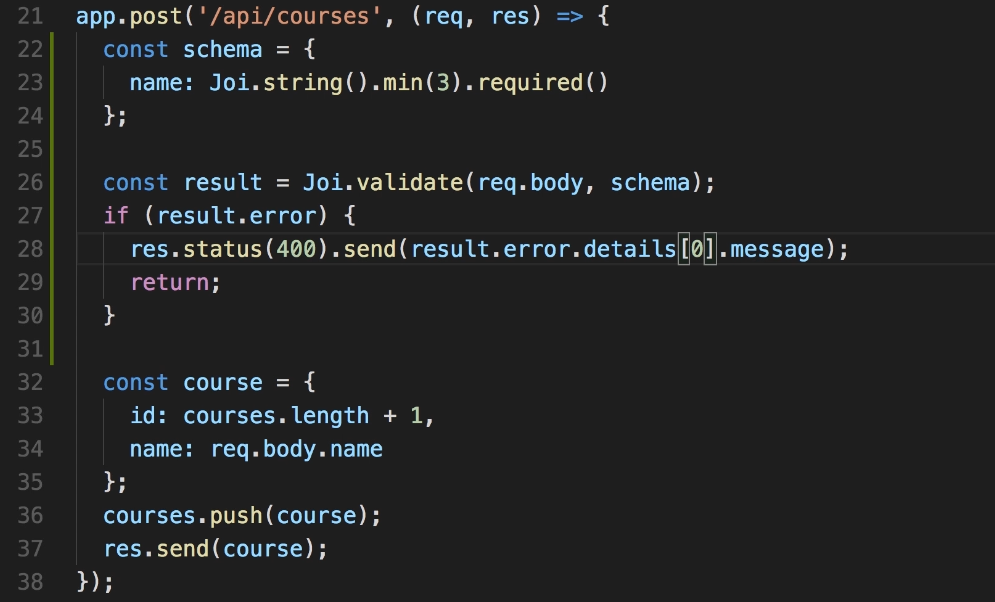 21 app.post('/api/courses', (req, res) => {
22 const schema = {
23 name: Joi.string().min(3).required()
24 };
25
26 const result = Joi.validate(req.body, schema);
27 if (result.error) {
28 res.status(400).send(result.error.details[0].message);
29 return;
30 }
31
32 const course = {
33 id: courses.length + 1,
34 name: req.body.name
35 };
36 courses.push(course);
37 res.send(course);
38 });